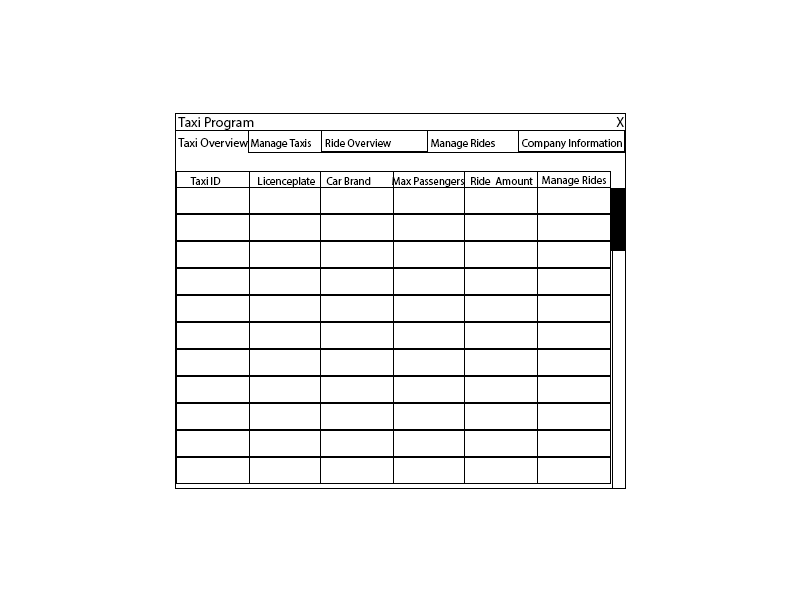 Taxi Program X
Taxi Overview Manage Taxis Ride Overview Manage Rides Company Information
Taxi ID Licenceplate Car Brand Max Passengers Ride Amount Manage Rides